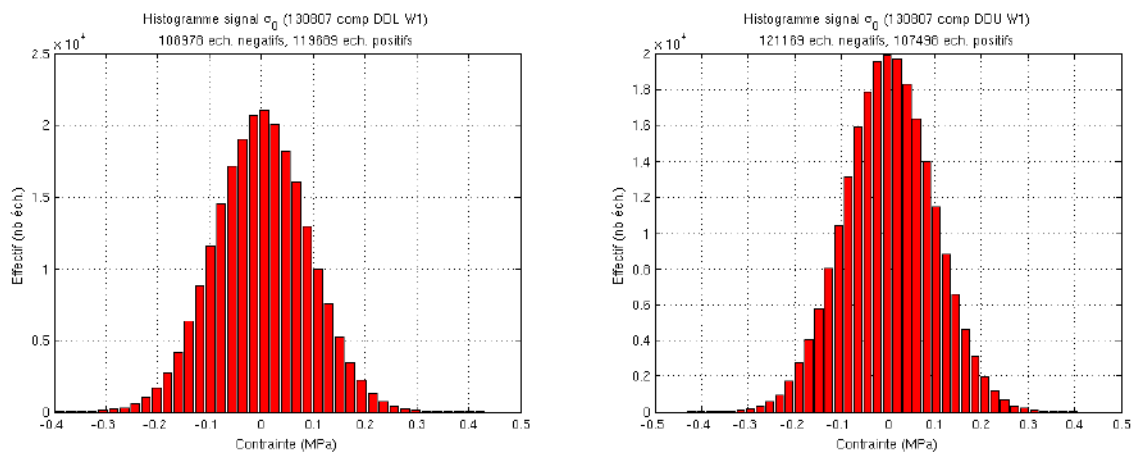 Histogramme signal σ0 (130807 comp DDL W1)
108978 ech. negatifs, 119689 ech. positifs
× 10^4
2.5
2
1.5
1
0.5
0
Effectif (nb éch.)
-0.4 -0.3 -0.2 -0.1 0 0.1 0.2 0.3 0.4 0.5
Contrainte (MPa)
Histogramme signal σ0 (130807 comp DDU W1)
121169 ech. negatifs, 107498 ech. positifs
× 10^4
2
1.8
1.6
1.4
1.2
1
0.8
0.6
0.4
0.2
0
Effectif (nb éch.)
-0.5 -0.4 -0.3 -0.2 -0.1 0 0.1 0.2 0.3 0.4 0.5
Contrainte (MPa)